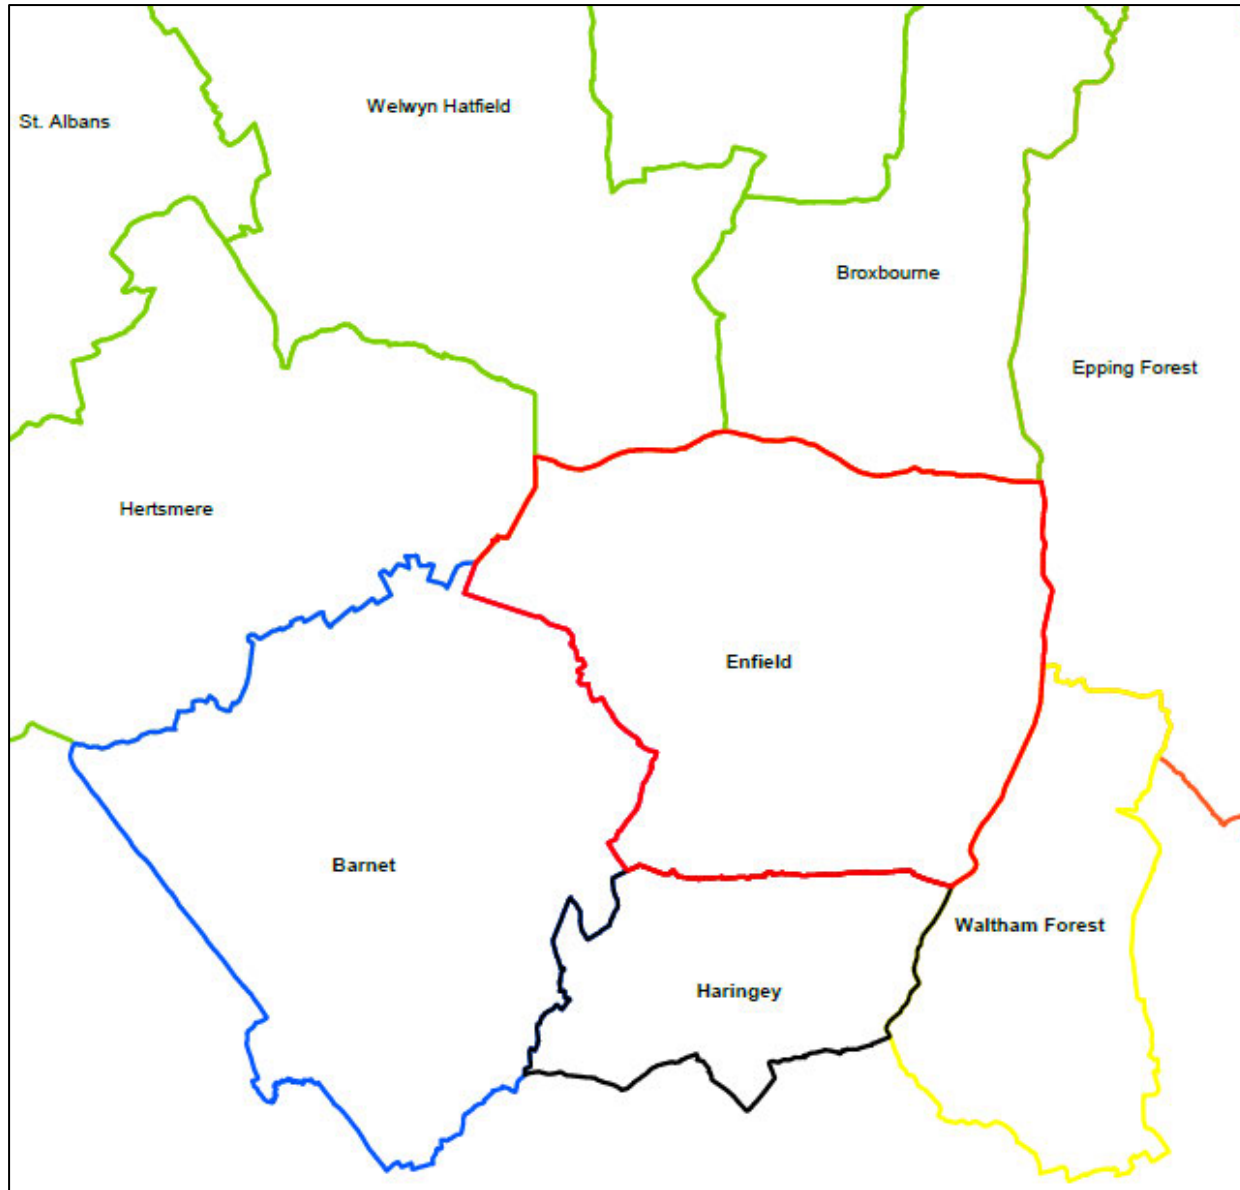 Welwyn Hatfield
St. Albans
Broxbourne
Epping Forest
Hertsmere
Enfield
Barnet
Waltham Forest
Haringey